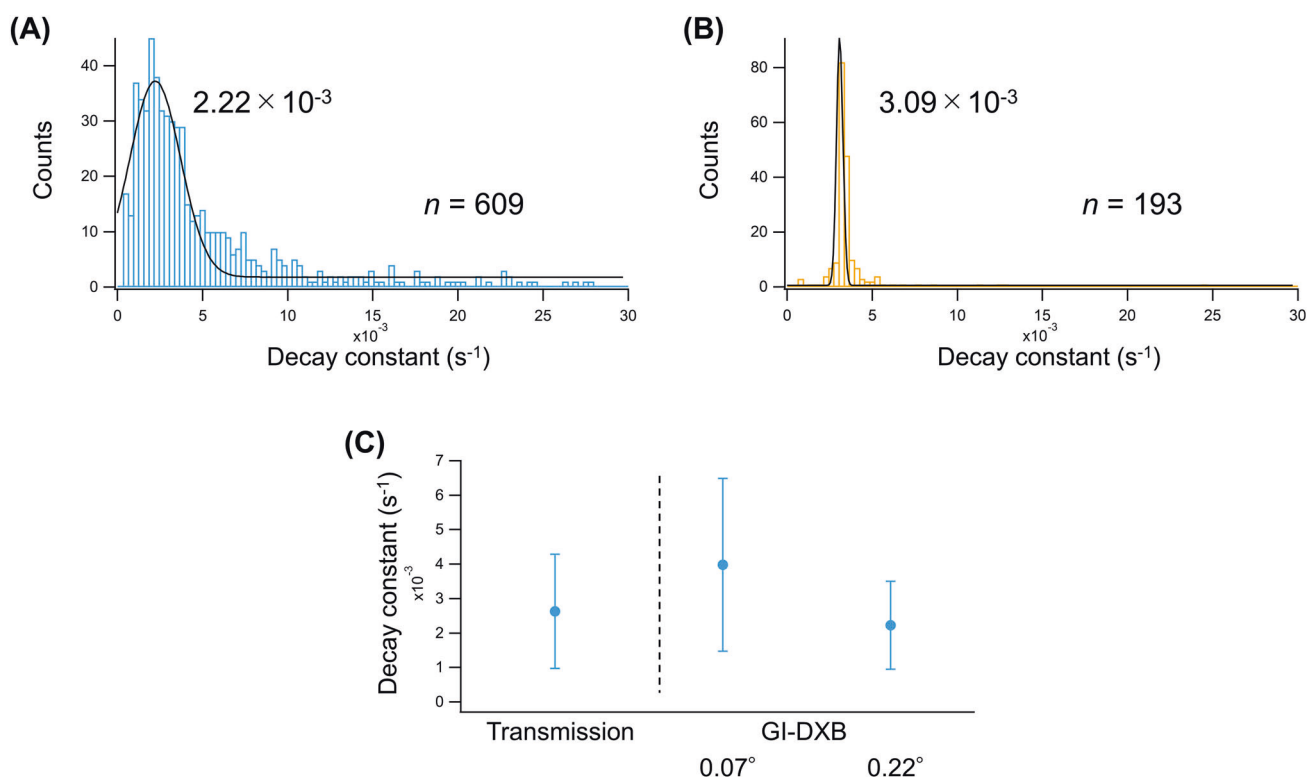 (A)
40
30
20
10
0
Counts
2.22 × 10-3
n = 609
0 5 10 15 20 25 30
x10-3
Decay constant (s-1)
(B)
80
60
40
20
0
Counts
3.09 × 10-3
n = 193
0 5 10 15 20 25 30
x10-3
Decay constant (s-1)
(C)
7
6
5
4
3
2
1
0
Decay constant (s-1)
x10-3
Transmission GI-DXB
0.07° 0.22°